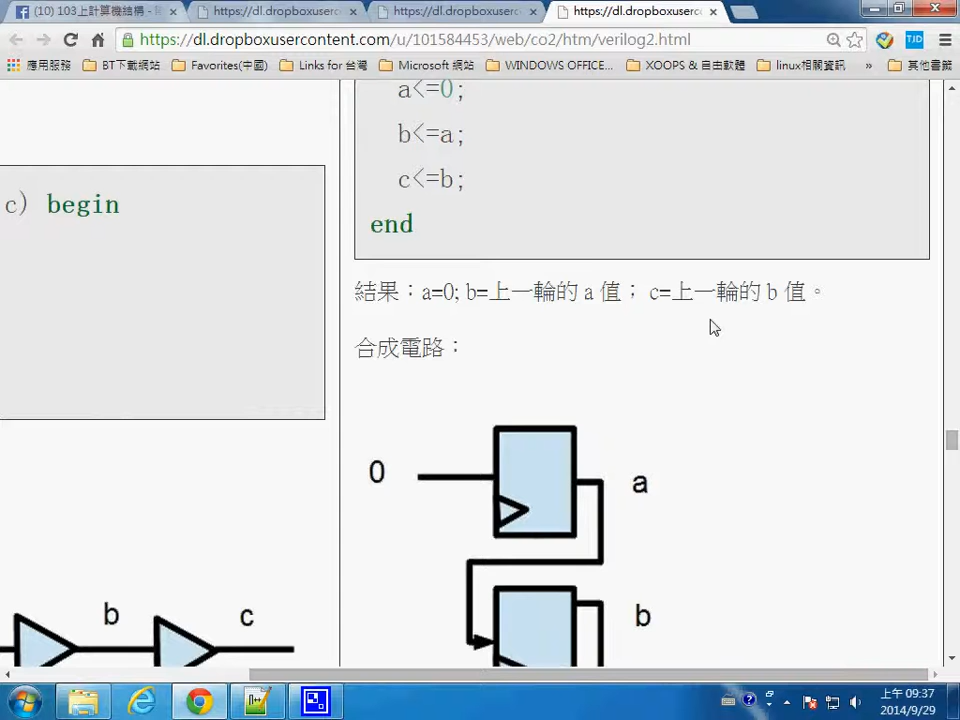 (10) 103上計算機結構 -
https://dl.dropboxuserc
https://dl.dropboxuserc
https://dl.dropboxuserc
https://dl.dropboxusercontent.com/u/101584453/web/co2/htm/verilog2.html
應用服務
BT下載網站
Favorites(中國)
Links for 台灣
Microsoft 網站
WINDOWS OFFICE...
XOOPS & 自由軟體
linux相關資訊
»
其他書籤
TJD
a<=0;
b<=a;
c<=b;
end
c) begin
結果：a=0; b=上一輪的 a 值； c=上一輪的 b 值。
合成電路：
0
a
b
b
c
上午 09:37
2014/9/29